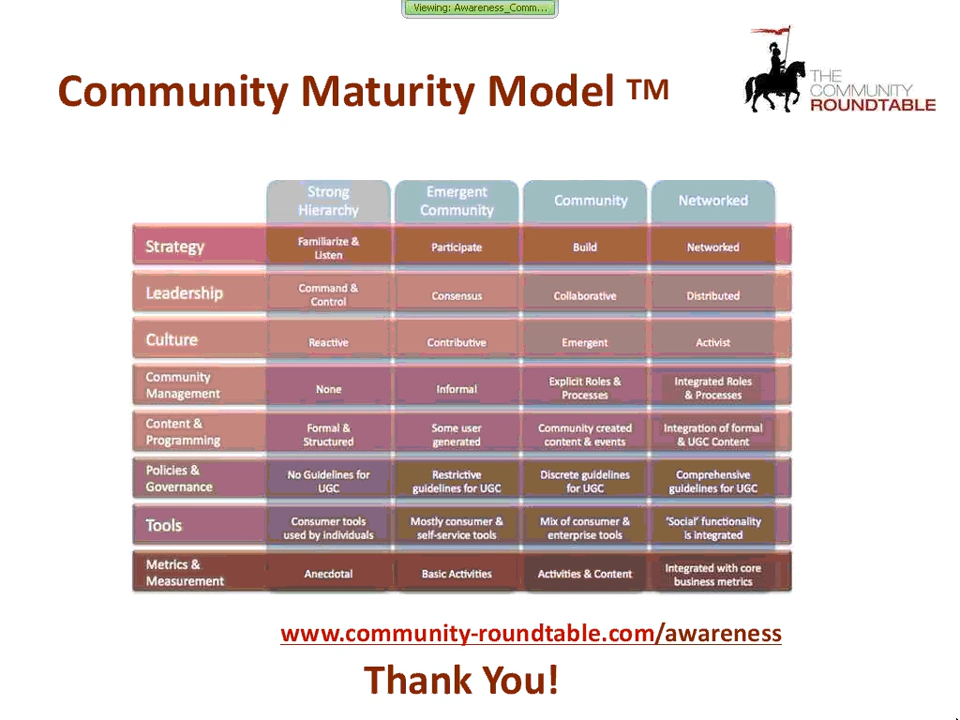 Viewing: Awareness_Comm...
Community Maturity Model TM
THE
COMMUNITY
ROUNDTABLE
Strong
Hierarchy
Emergent
Community
Community
Networked
Strategy
Familiarize &
Listen
Participate
Build
Networked
Leadership
Command &
Control
Consensus
Collaborative
Distributed
Culture
Reactive
Contributive
Emergent
Activist
Community
Management
None
Informal
Explicit Roles &
Processes
Integrated Roles
& Processes
Content &
Programming
Formal &
Structured
Some user
generated
Community created
content & events
Integration of formal
& UGC Content
Policies &
Governance
No Guidelines for
UGC
Restrictive
guidelines for UGC
Discrete guidelines
for UGC
Comprehensive
guidelines for UGC
Tools
Consumer tools
used by individuals
Mostly consumer &
self-service tools
Mix of consumer &
enterprise tools
‘Social’ functionality
is integrated
Metrics &
Measurement
Anecdotal
Basic Activities
Activities & Content
Integrated with core
business metrics
www.community-roundtable.com/awareness
Thank You!